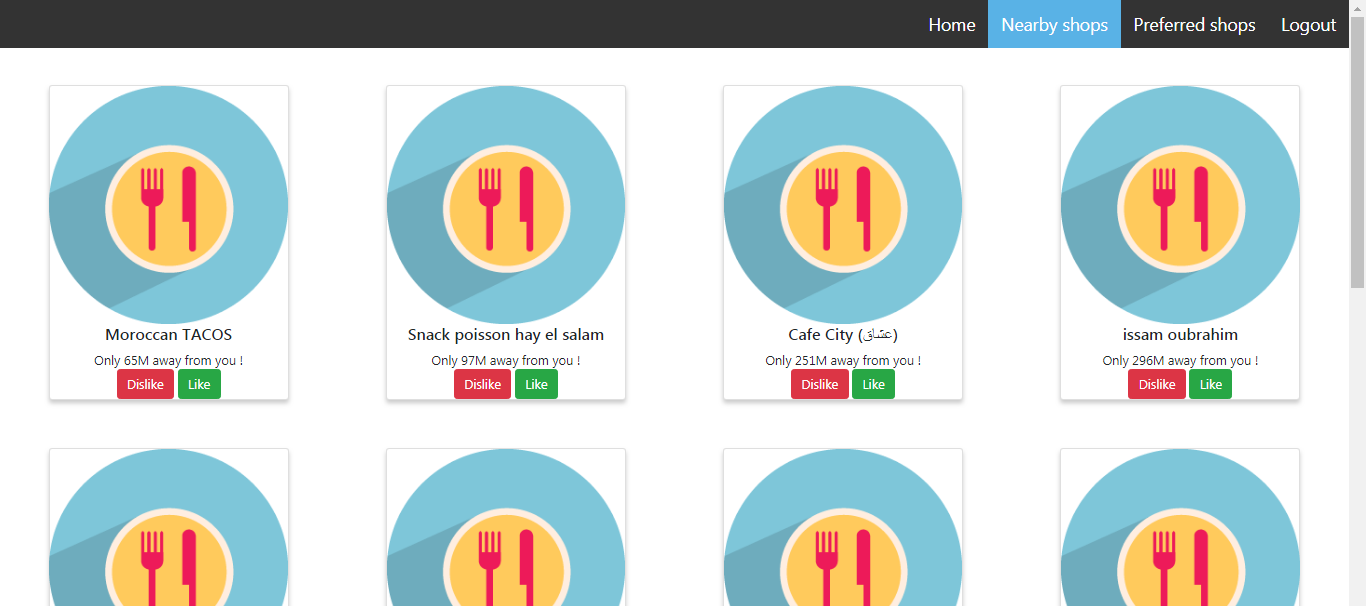 Home Nearby shops Preferred shops Logout
Moroccan TACOS
Only 65M away from you !
Dislike Like
Snack poisson hay el salam
Only 97M away from you !
Dislike Like
Cafe City (عشاق)
Only 251M away from you !
Dislike Like
issam oubrahim
Only 296M away from you !
Dislike Like